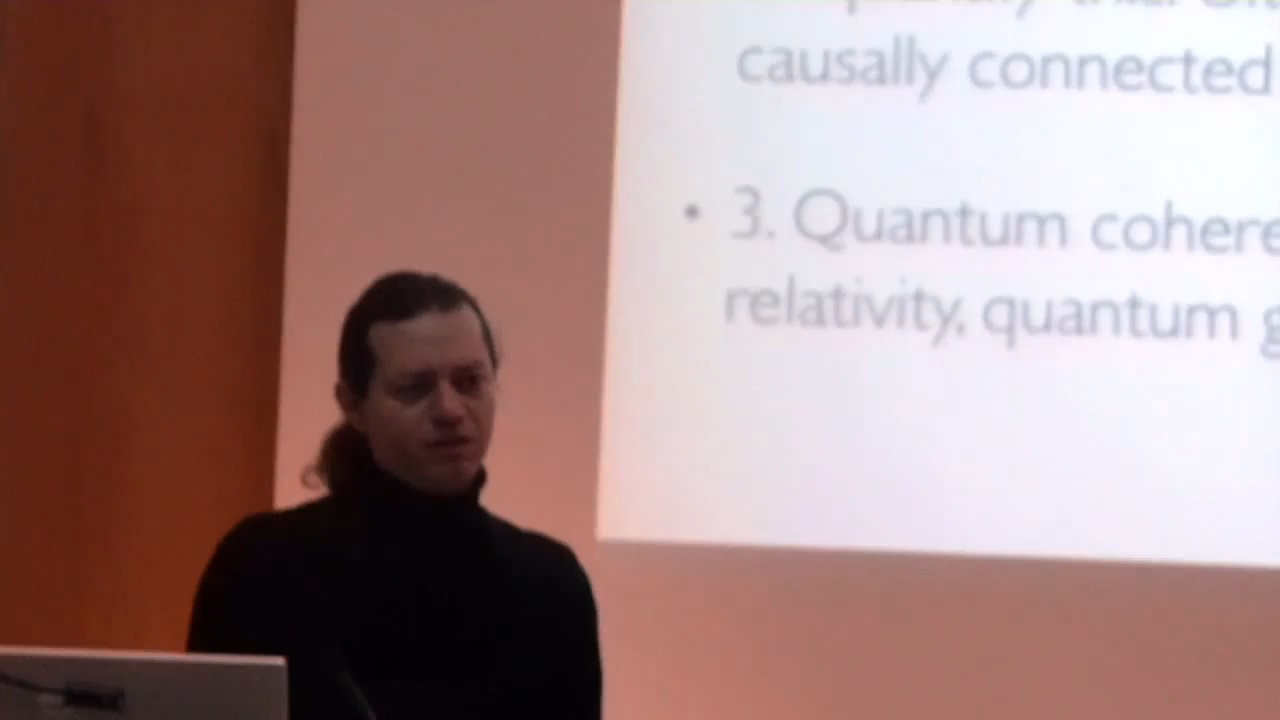 causally connected
• 3. Quantum cohere
relativity, quantum g